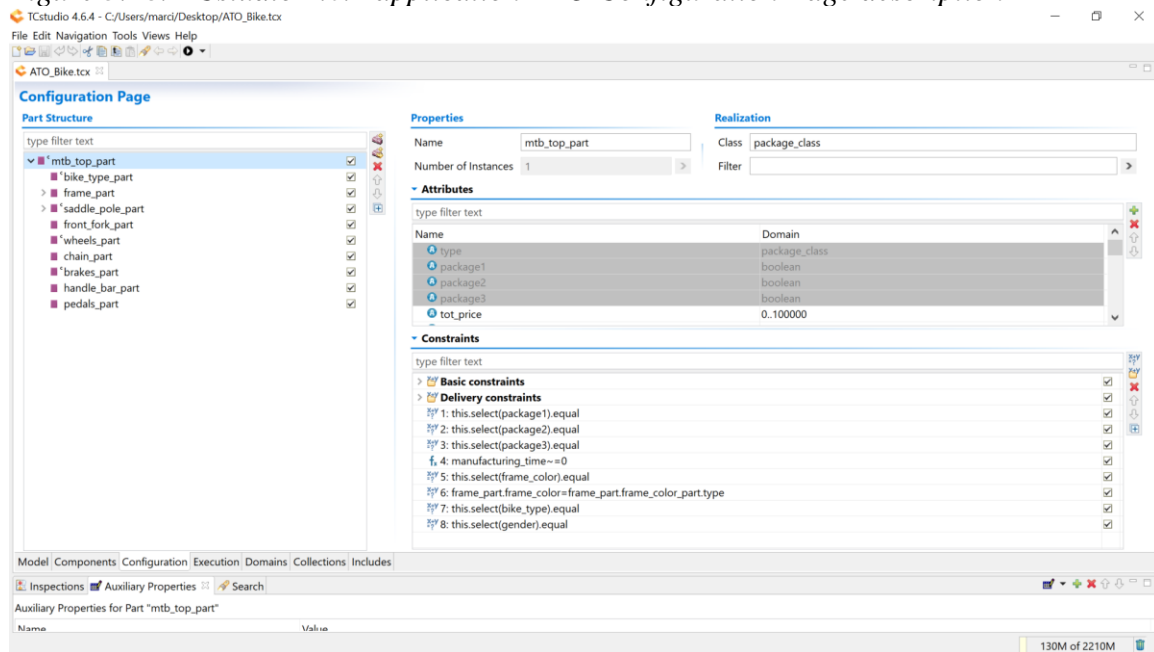 TCstudio 4.6.4 - C:/Users/marci/Desktop/ATO_Bike.tcx
File Edit Navigation Tools Views Help
ATO_Bike.tcx
Configuration Page
Part Structure
type filter text
mtb_top_part
bike_type_part
frame_part
saddle_pole_part
front_fork_part
wheels_part
chain_part
brakes_part
handle_bar_part
pedals_part
Properties
Name mtb_top_part
Number of Instances 1
Realization
Class package_class
Filter
Attributes
type filter text
Name Domain
type package_class
package1 boolean
package2 boolean
package3 boolean
tot_price 0..100000
Constraints
type filter text
Basic constraints
Delivery constraints
1: this.select(package1).equal
2: this.select(package2).equal
3: this.select(package3).equal
4: manufacturing_time~=0
5: this.select(frame_color).equal
6: frame_part.frame_color=frame_part.frame_color_part.type
7: this.select(bike_type).equal
8: this.select(gender).equal
Model Components Configuration Execution Domains Collections Includes
Inspections Auxiliary Properties Search
Auxiliary Properties for Part "mtb_top_part"
Name Value
130M of 2210M